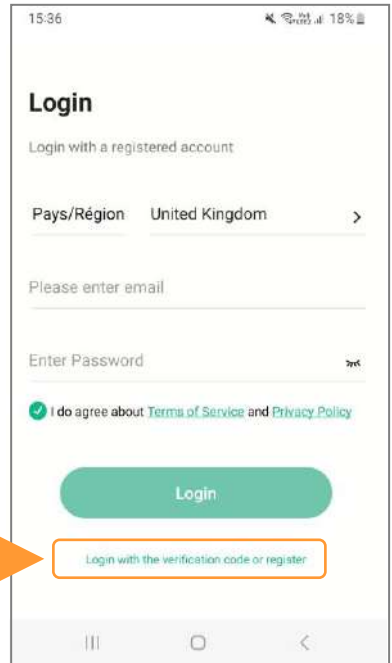 15:36 18%
Login
Login with a registered account
Pays/Région United Kingdom
Please enter email
Enter Password
I do agree about Terms of Service and Privacy Policy
Login
Login with the verification code or register